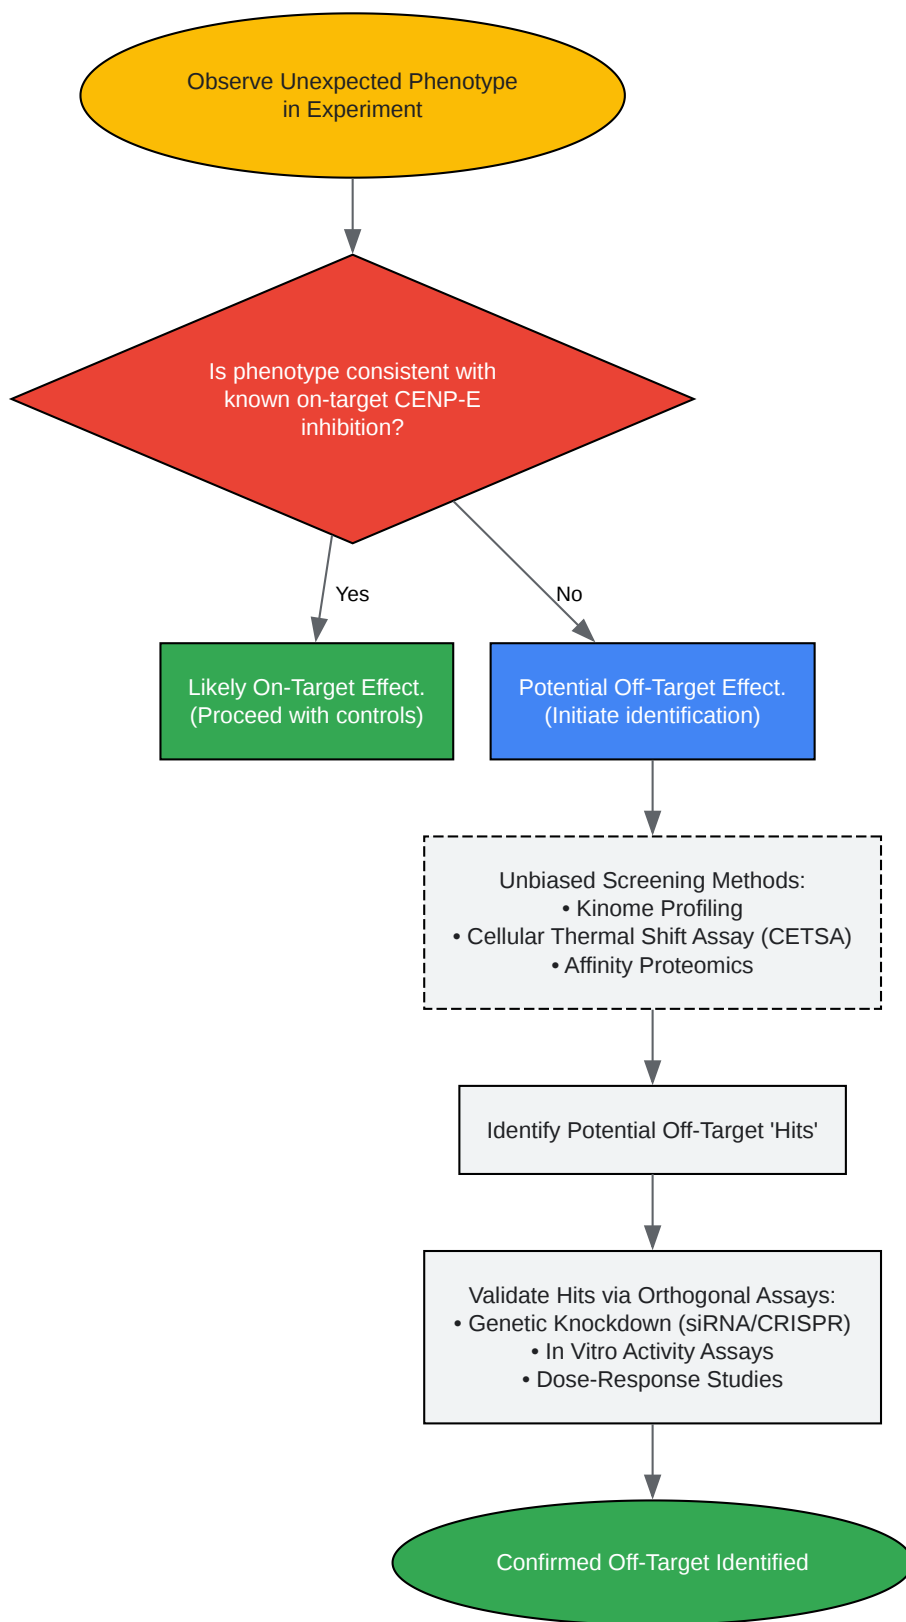 Observe Unexpected Phenotype
in Experiment
Is phenotype consistent with
known on-target CENP-E
inhibition?
Yes
No
Likely On-Target Effect.
(Proceed with controls)
Potential Off-Target Effect.
(Initiate identification)
Unbiased Screening Methods:
• Kinome Profiling
• Cellular Thermal Shift Assay (CETSA)
• Affinity Proteomics
Identify Potential Off-Target 'Hits'
Validate Hits via Orthogonal Assays:
• Genetic Knockdown (siRNA/CRISPR)
• In Vitro Activity Assays
• Dose-Response Studies
Confirmed Off-Target Identified